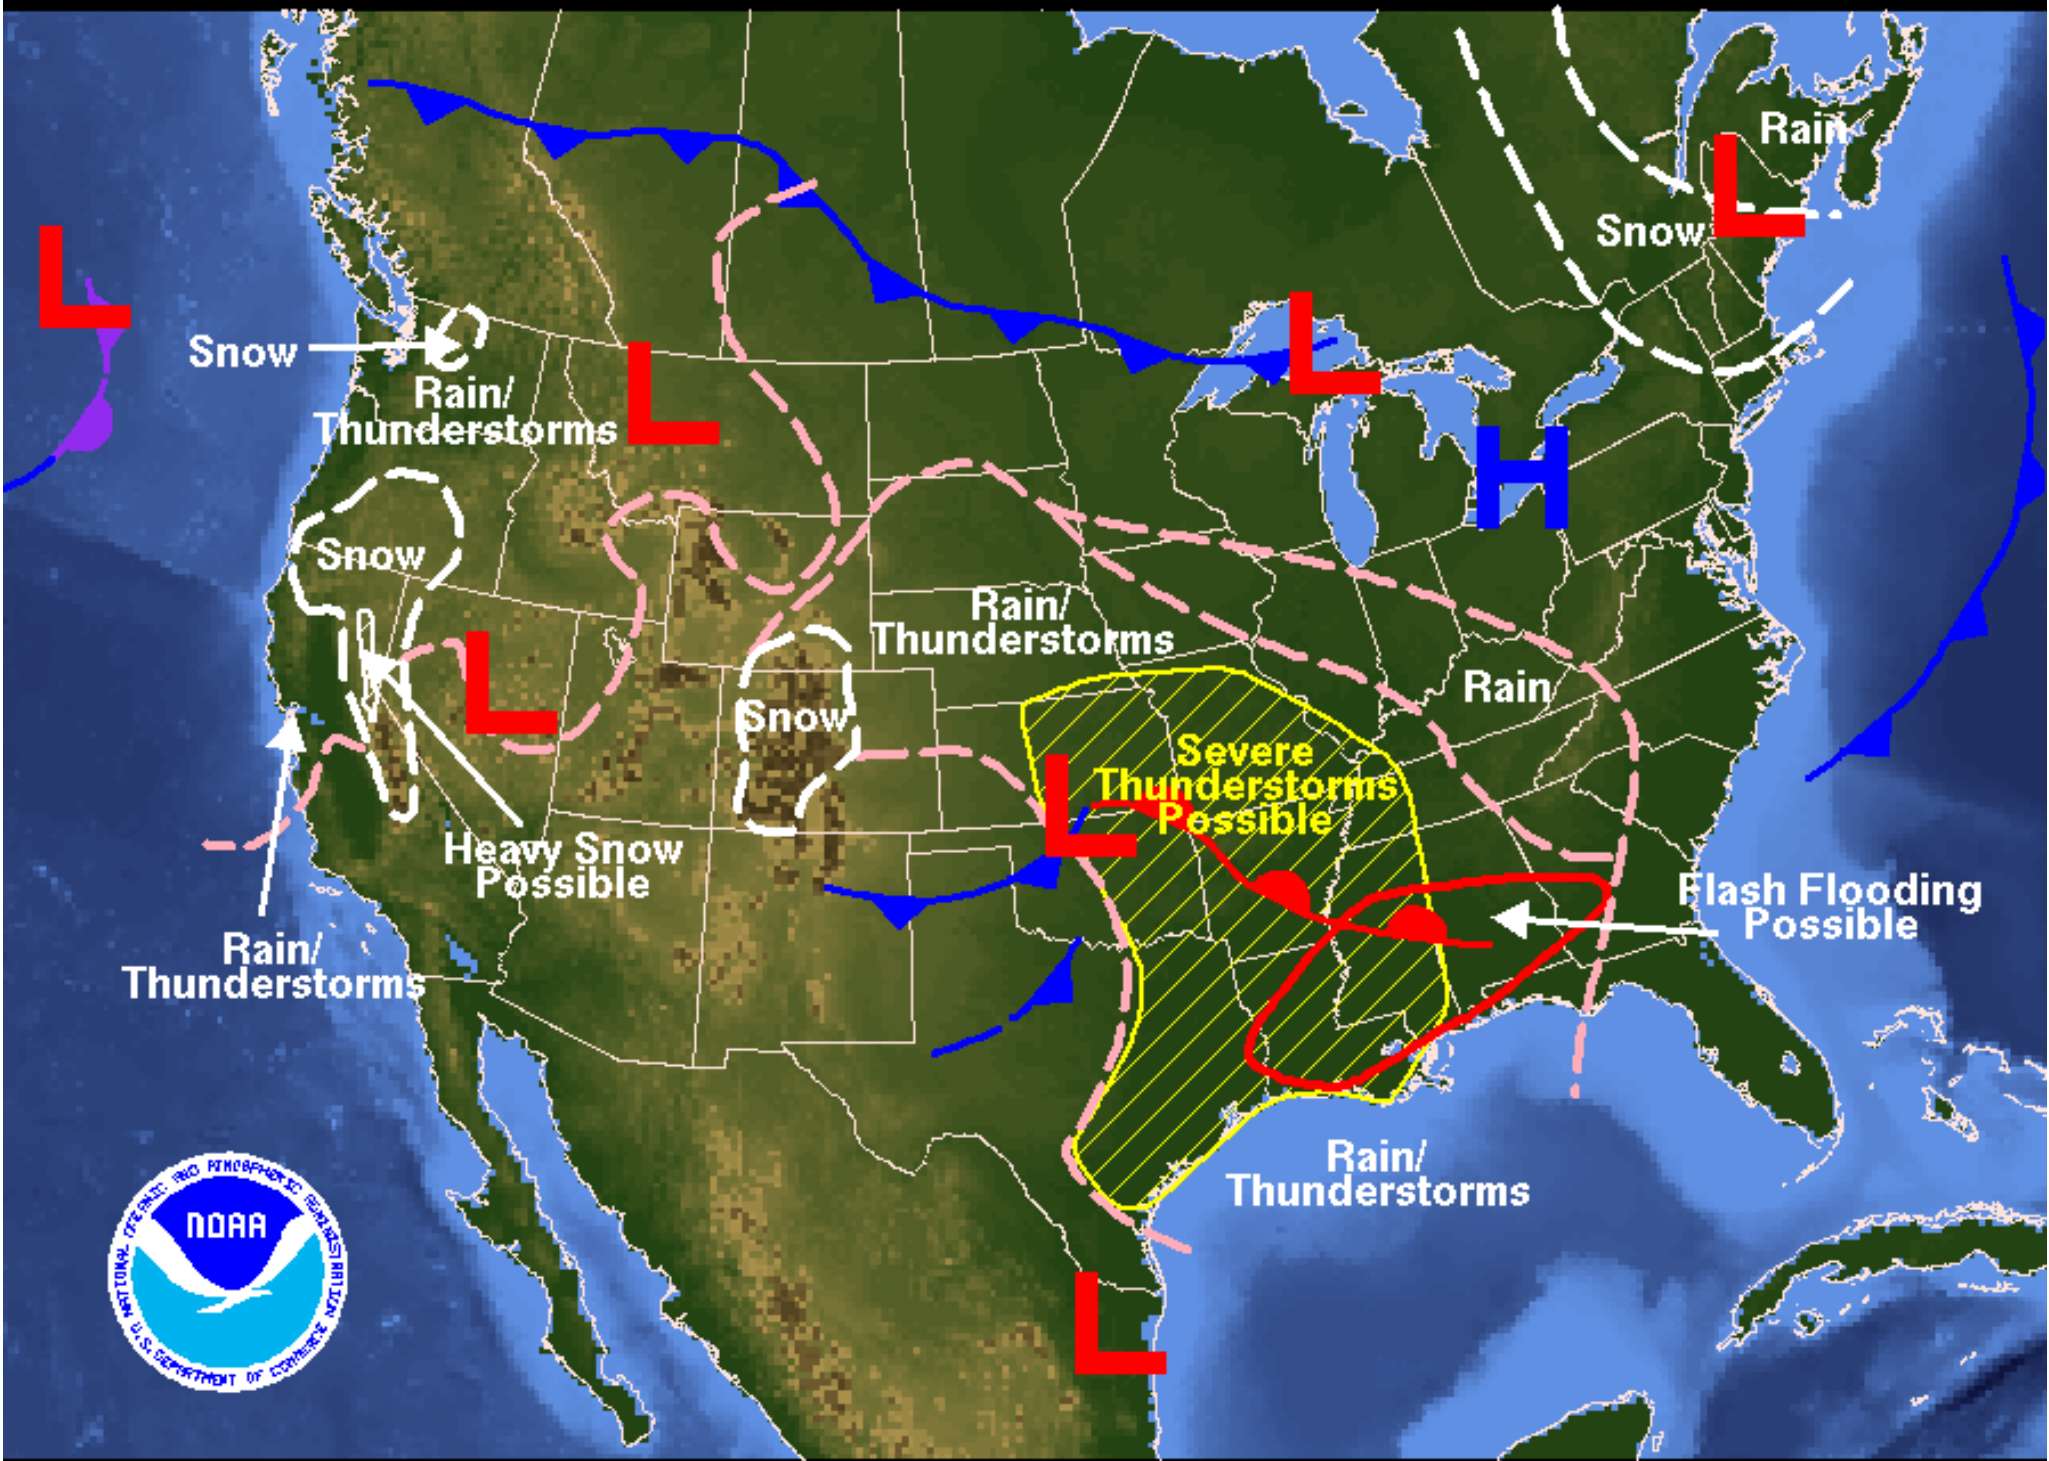 Rain
L
Snow
L
L
Snow
L
Rain/
Thunderstorms
H
Snow
Rain/
Thunderstorms
L
Rain
Snow
Severe
Thunderstorms
Possible
L
Heavy Snow
Possible
Flash Flooding
Possible
Rain/
Thunderstorms
Rain/
Thunderstorms
L
NATIONAL OCEANIC AND ATMOSPHERIC ADMINISTRATION
NOAA
U.S. DEPARTMENT OF COMMERCE